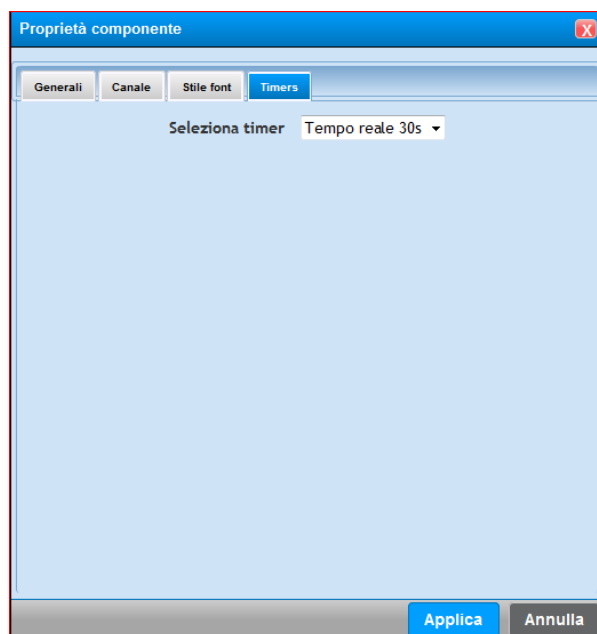 Proprietà componente X
Generali Canale Stile font Timers
Seleziona timer Tempo reale 30s
Applica Annulla